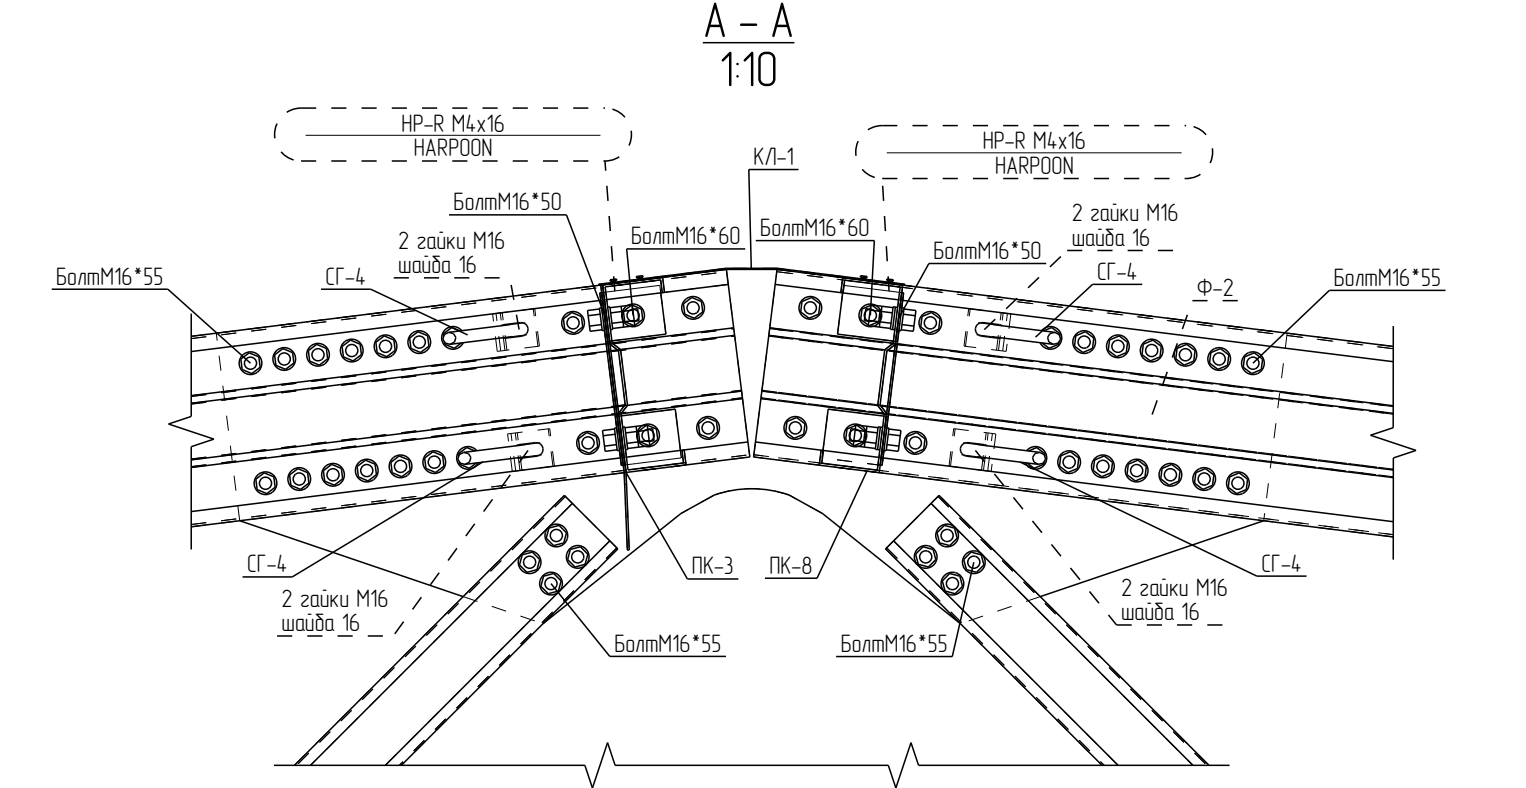 А – А
1:10
HP-R М4х16
HARPOON
HP-R М4х16
HARPOON
КЛ-1
БолтМ16*50
2 гайки М16
шайба 16
БолтМ16*60
БолтМ16*60
2 гайки М16
шайба 16
БолтМ16*50
БолтМ16*55
СГ-4
СГ-4
Ф-2
БолтМ16*55
СГ-4
2 гайки М16
шайба 16
ПК-3
ПК-8
СГ-4
2 гайки М16
шайба 16
БолтМ16*55
БолтМ16*55